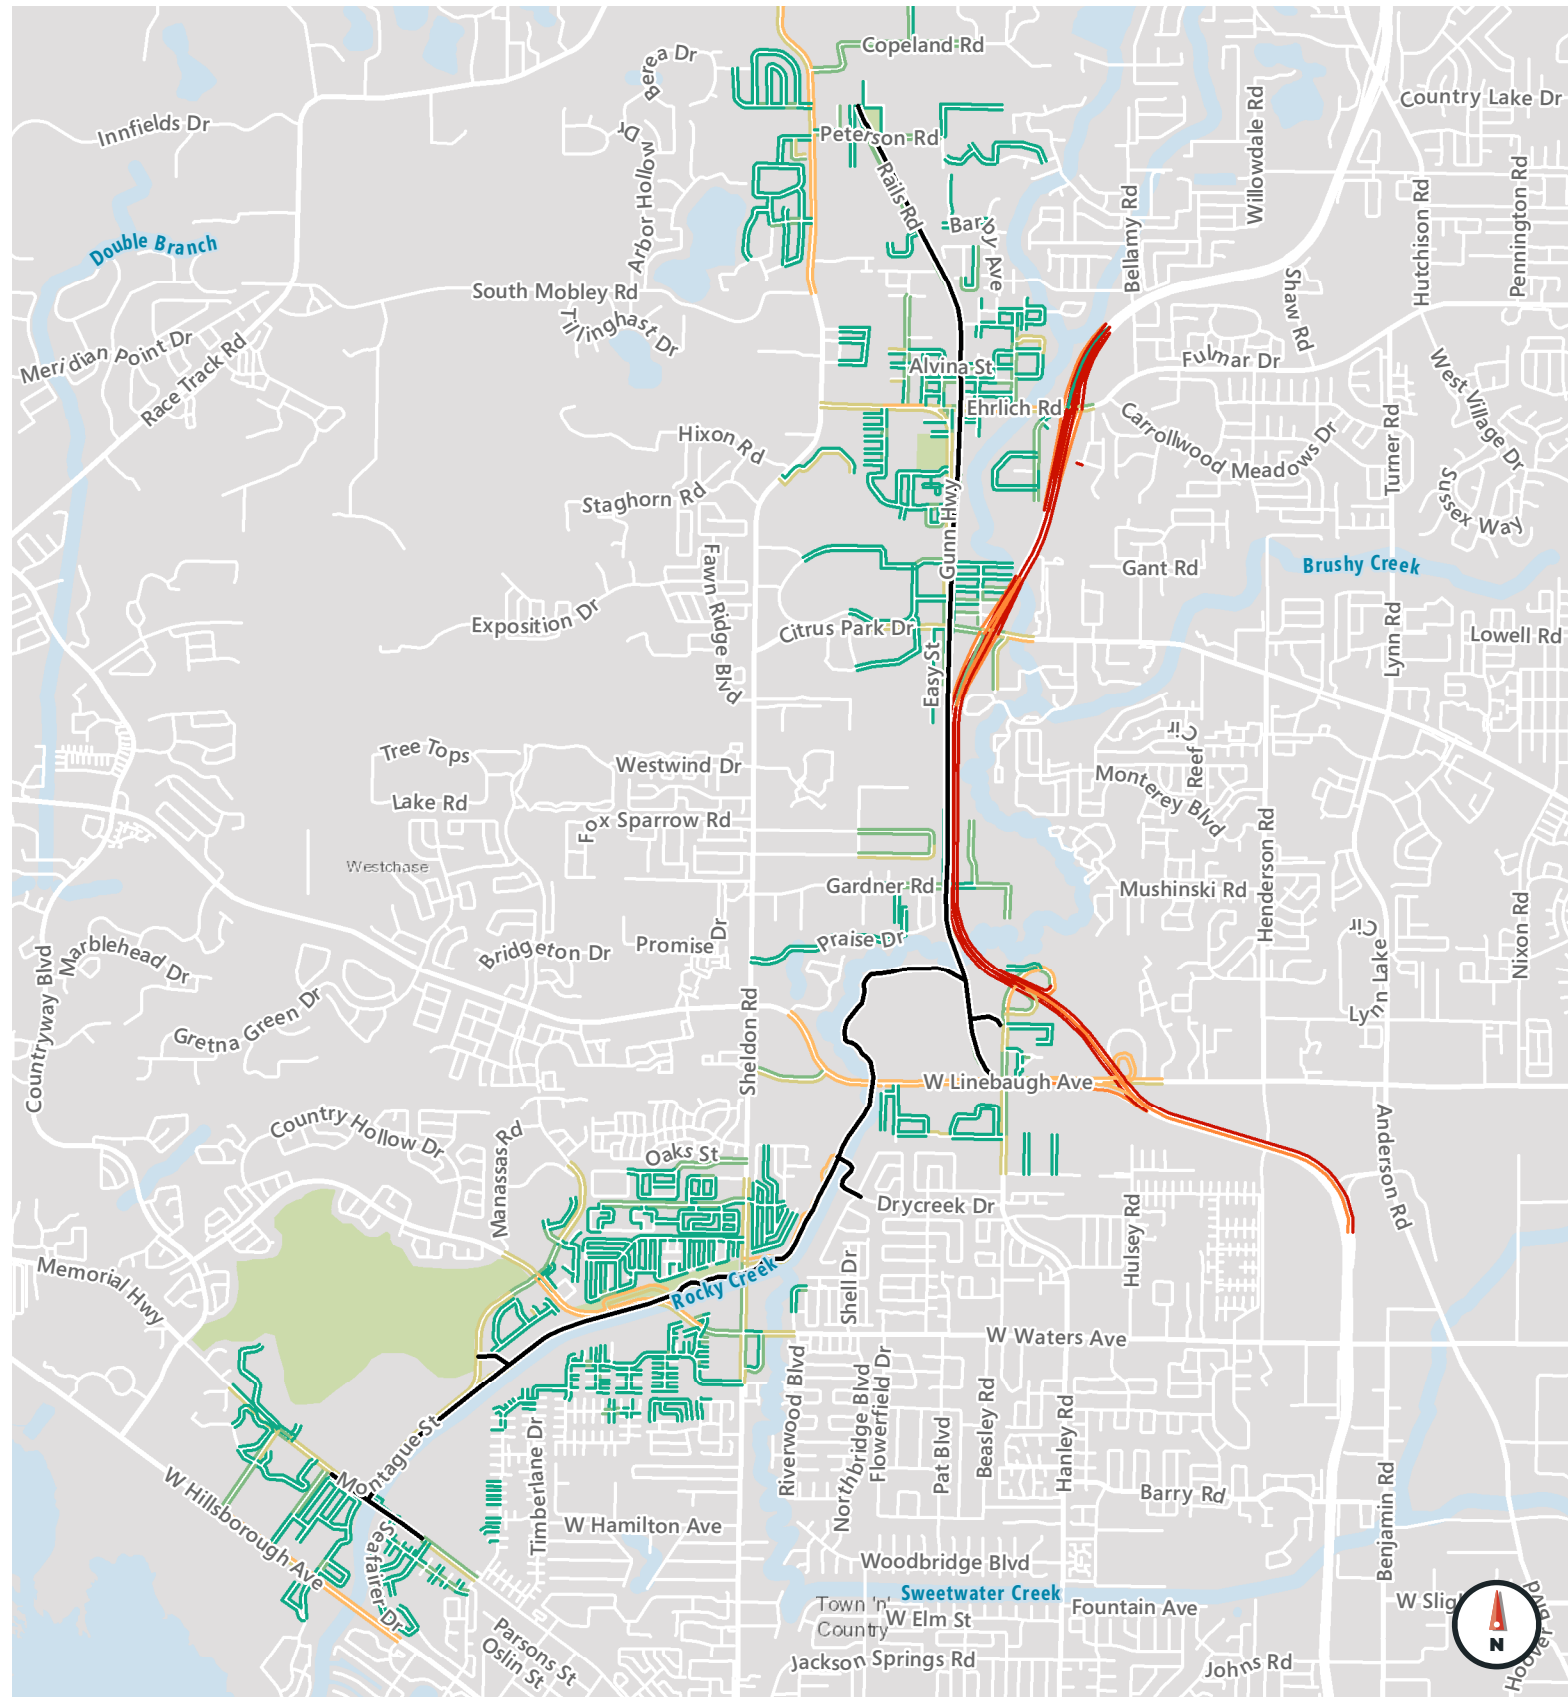 Copeland Rd
Berea Dr
Country Lake Dr
Innfields Dr
Dr
Arbor Hollow
Peterson Rd
Rails Rd
Willowdale Rd
Pennington Rd
Hutchison Rd
Bellamy Rd
Barby Ave
Double Branch
South Mobley Rd
Tillinghast Dr
Shaw Rd
Meridian Point Dr
Race Track Rd
Alvina St
Fulmar Dr
West Village Dr
Ehrlich Rd
Carrollwood Meadows Dr
Turner Rd
Hixon Rd
Staghorn Rd
Sussex Way
Gunn Hwy
Gant Rd
Brushy Creek
Fawn Ridge Blvd
Exposition Dr
Citrus Park Dr
Easy St
Lynn Rd
Lowell Rd
Tree Tops
Westwind Dr
Reef
Cir
Monterey Blvd
Lake Rd
Fox Sparrow Rd
Henderson Rd
Westchase
Gardner Rd
Mushinski Rd
Nixon Rd
Marblehead Dr
Bridgeton Dr
Promise Dr
Praise Dr
Cir
Lynn Lake
Countryway Blvd
Gretna Green Dr
Sheldon Rd
W Linebaugh Ave
Country Hollow Dr
Manassas Rd
Oaks St
Anderson Rd
Drycreek Dr
Hulsey Rd
Memorial Hwy
Rocky Creek
Shell Dr
W Waters Ave
Riverwood Blvd
Northbridge Blvd
Flowerfield Dr
Pat Blvd
Beasley Rd
Hanley Rd
Timberlane Dr
Montague St
W Hillsborough Ave
Barry Rd
Benjamin Rd
W Hamilton Ave
Seafairer Dr
Woodbridge Blvd
Sweetwater Creek
Town 'n'
Country
W Elm St
Fountain Ave
W Slig
Hoover Blvd
N
Parsons St
Oslin St
Jackson Springs Rd
Johns Rd